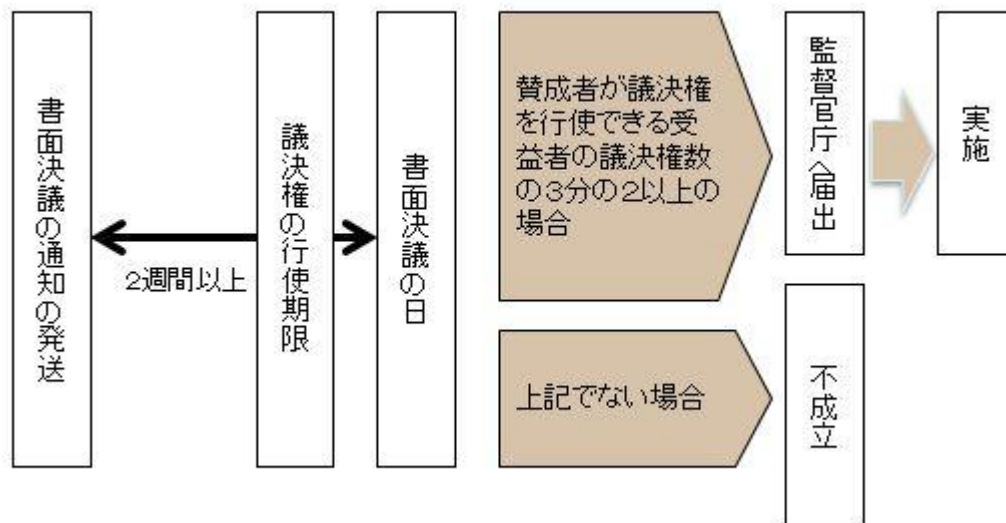 書面決議の通知の発送
2週間以上
議決権の行使期限
書面決議の日
賛成者が議決権
を行使できる受
益者の議決権数
の3分の2以上の
場合
監督官庁へ届出
実施
上記でない場合
不成立